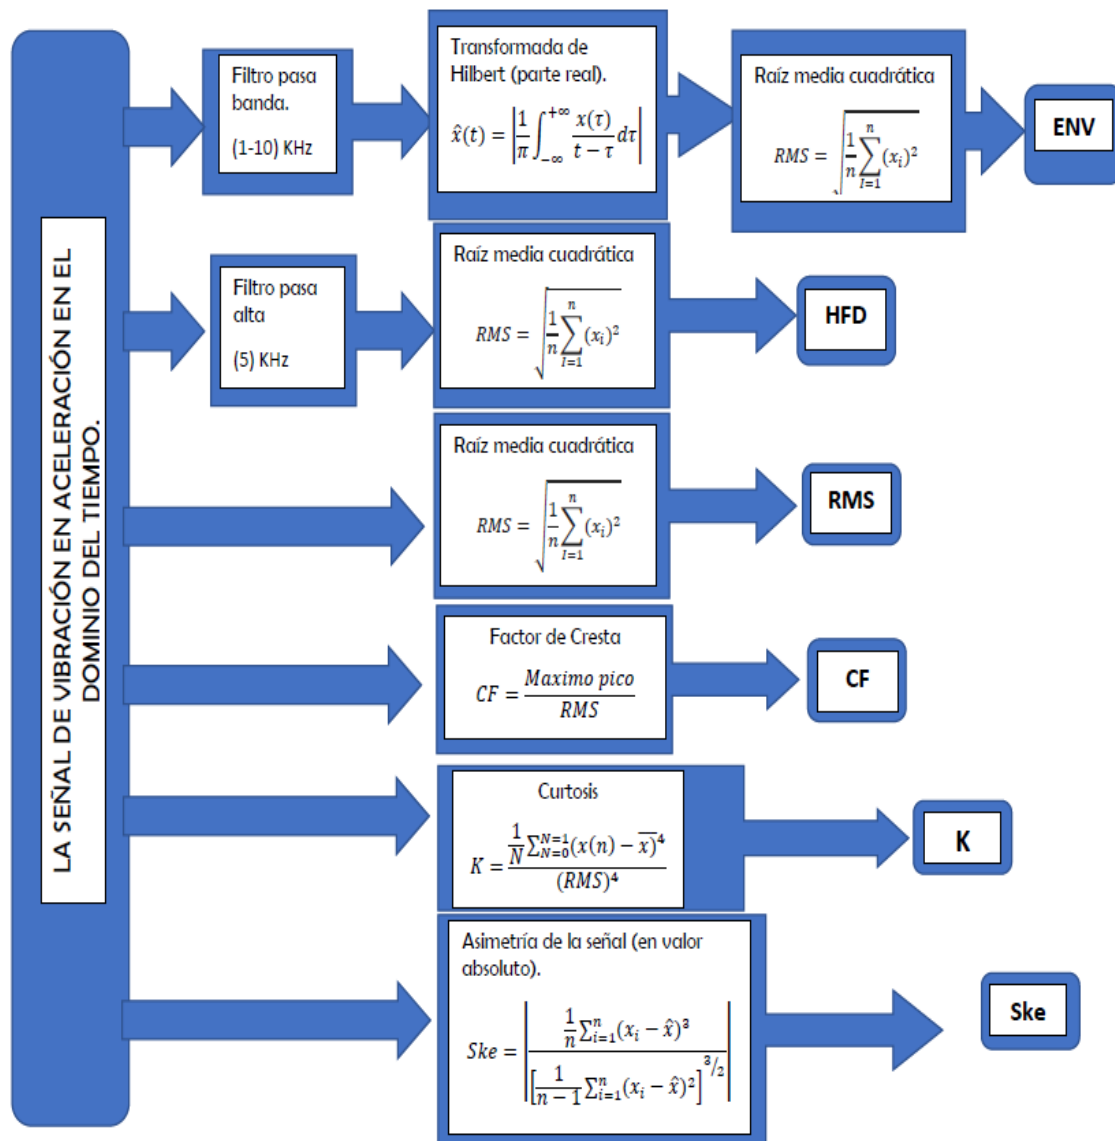 LA SEÑAL DE VIBRACIÓN EN ACELERACIÓN EN EL
DOMINIO DEL TIEMPO.
Filtro pasa
banda.
(1-10) KHz
Transformada de
Hilbert (parte real).
x̂(t) = |1/π ∫_{-∞}^{+∞} x(τ)/(t − τ) dτ|
Raíz media cuadrática
RMS = √(1/n ∑_{I=1}^{n} (x_i)²)
ENV
Filtro pasa
alta
(5) KHz
Raíz media cuadrática
RMS = √(1/n ∑_{I=1}^{n} (x_i)²)
HFD
Raíz media cuadrática
RMS = √(1/n ∑_{I=1}^{n} (x_i)²)
RMS
Factor de Cresta
CF = Maximo pico / RMS
CF
Curtosis
K = (1/N ∑_{N=0}^{N=1} (x(n) − x̅)⁴) / (RMS)⁴
K
Asimetría de la señal (en valor
absoluto).
Ske = |(1/n ∑_{i=1}^{n} (x_i − x̂)³) / [1/(n − 1) ∑_{i=1}^{n} (x_i − x̂)²]^{3/2}|
Ske